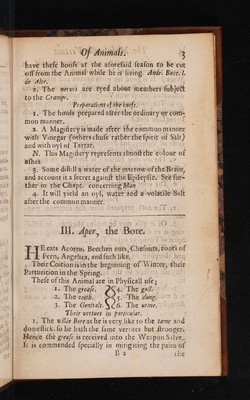 Of Animals. 3
have these hoofs at the aforesaid season to be cut
off from the Animal while he is living. Andr. Bacc. l.
de Alce.
2. The nerves are tyed about members subject
to the Crampe.
Preparations of the hoofs.
1. The hoofs prepared after the ordinary or com-
mon manner.
2. A Magistery is made after the common manner
with Vinegar (others chuse rather the spirit of Salt)
and with oyl of Tartar.
N. This Magistery represents almost the colour of
ashes
3. Some distill a water of the marrow of the Brain,
and account it a secret against the Epilepsie. See fur-
ther in the Chapt. concerning Man
4. It will yield an oyl, water and a volatile Salt
after the common manner.
III. Aper, the Bore.
HE eats Acorns, Beechen nuts, Chesnuts, roots of
Fern, Angelica, and such like.
Their Coition is in the beginning of Winter, their
Parturition in the Spring.
These of this Animal are in Physicall use;
1. The grease. 4. The gall.
2. The teeth. 5. The dung.
3. The Genitals. 6. The urine.
Their vertues in particular.
1. The wilde Bore as he is very like to the tame and
domestick, so he hath the same vertues but stronger.
Hence the grease is received into the Weapon Salve.
It is commended specially in mitigating the pains of
B 2 the